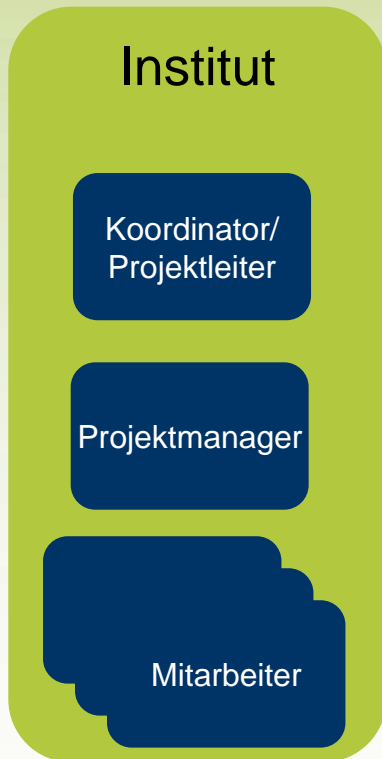 Institut
Koordinator/
Projektleiter
Projektmanager
Mitarbeiter